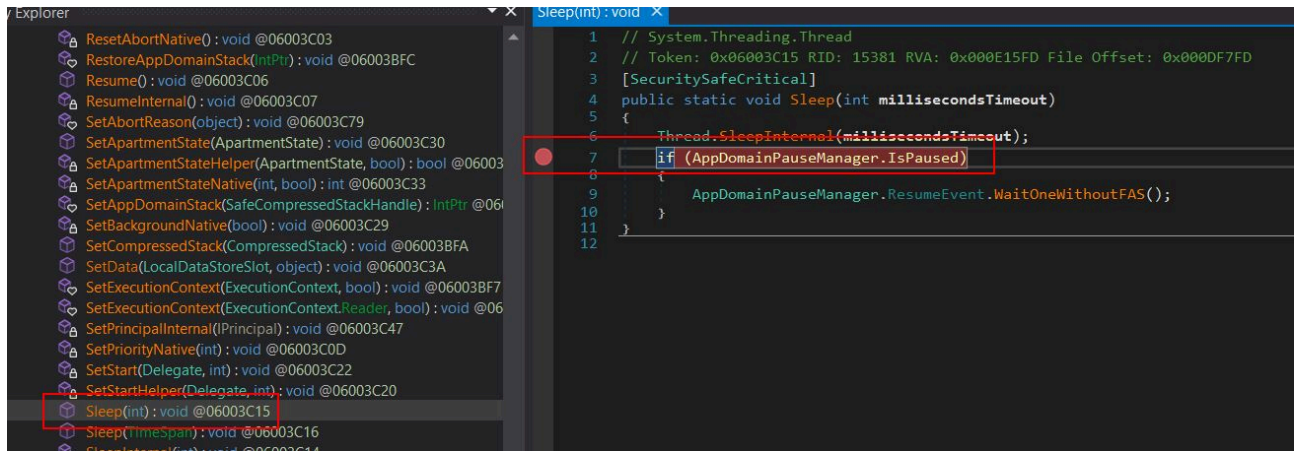 y Explorer
ResetAbortNative() : void @06003C03
RestoreAppDomainStack(IntPtr) : void @06003BFC
Resume() : void @06003C06
ResumeInternal() : void @06003C07
SetAbortReason(object) : void @06003C79
SetApartmentState(ApartmentState) : void @06003C30
SetApartmentStateHelper(ApartmentState, bool) : bool @06003
SetApartmentStateNative(int, bool) : int @06003C33
SetAppDomainStack(SafeCompressedStackHandle) : IntPtr @06
SetBackgroundNative(bool) : void @06003C29
SetCompressedStack(CompressedStack) : void @06003BFA
SetData(LocalDataStoreSlot, object) : void @06003C3A
SetExecutionContext(ExecutionContext, bool) : void @06003BF7
SetExecutionContext(ExecutionContext.Reader, bool) : void @06
SetPrincipalInternal(IPrincipal) : void @06003C47
SetPriorityNative(int) : void @06003C0D
SetStart(Delegate, int) : void @06003C22
SetStartHelper(Delegate, int) : void @06003C20
Sleep(int) : void @06003C15
Sleep(TimeSpan) : void @06003C16
SleepInternal(int) : void @06003C14
Sleep(int) : void ×
1 // System.Threading.Thread
2 // Token: 0x06003C15 RID: 15381 RVA: 0x000E15FD File Offset: 0x000DF7FD
3 [SecuritySafeCritical]
4 public static void Sleep(int millisecondsTimeout)
5 {
6 Thread.SleepInternal(millisecondsTimeout);
7 if (AppDomainPauseManager.IsPaused)
8 {
9 AppDomainPauseManager.ResumeEvent.WaitOneWithoutFAS();
10 }
11 }
12